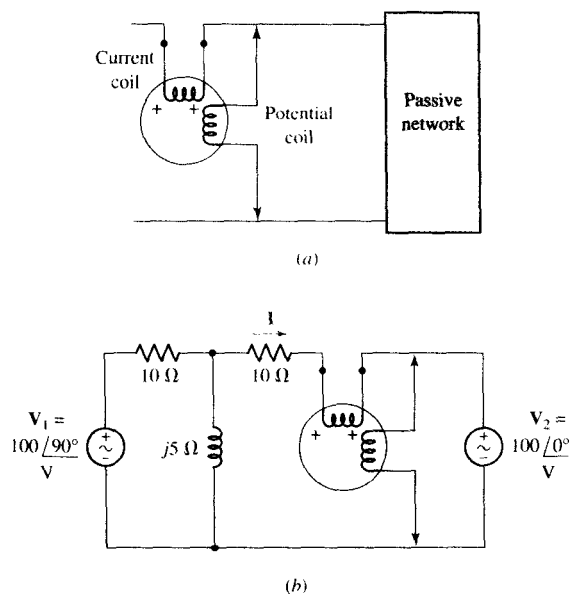 Current
coil
+ +
Potential
coil
Passive
network
(a)
I
10 Ω
10 Ω
V₁ =
100 /90°
V
+
~
−
j5 Ω
+ +
+
~
−
V₂ =
100 /0°
V
(b)